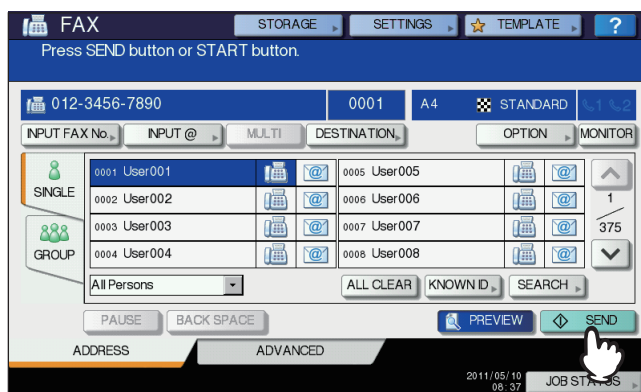 FAX STORAGE SETTINGS TEMPLATE ?
Press SEND button or START button.
012-3456-7890 0001 A4 STANDARD 1 2
INPUT FAX No. INPUT @ MULTI DESTINATION OPTION MONITOR
SINGLE
GROUP
0001 User001 @ 0005 User005 @
0002 User002 @ 0006 User006 @
0003 User003 @ 0007 User007 @
0004 User004 @ 0008 User008 @
1
375
All Persons ALL CLEAR KNOWN ID SEARCH
PAUSE BACK SPACE PREVIEW SEND
ADDRESS ADVANCED
2011/05/10
08:37 JOB STATUS